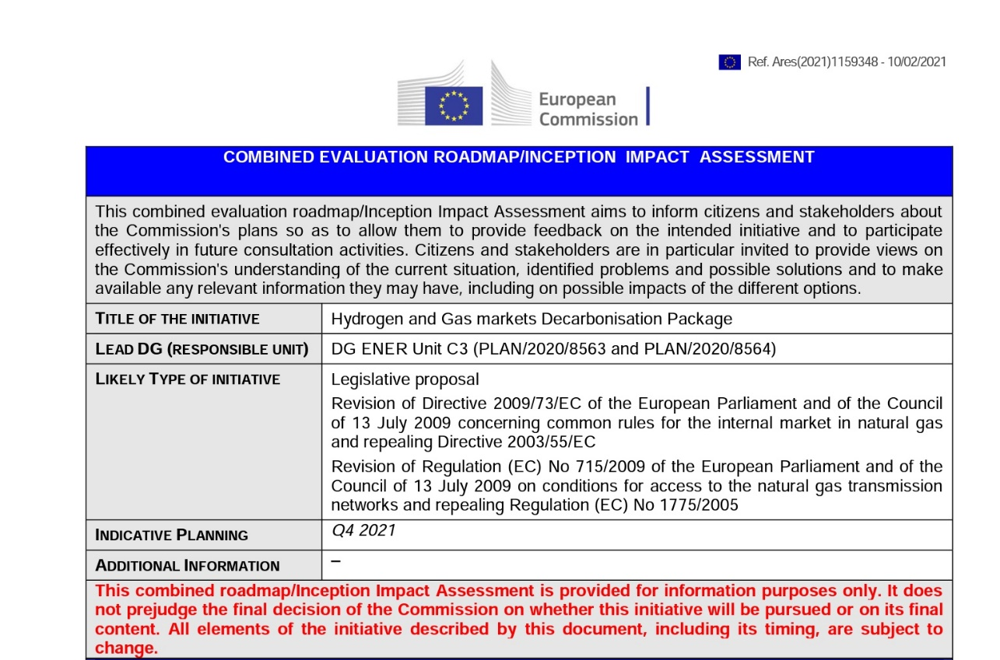 Ref. Ares(2021)1159348 - 10/02/2021
European
Commission
COMBINED EVALUATION ROADMAP/INCEPTION IMPACT ASSESSMENT
This combined evaluation roadmap/Inception Impact Assessment aims to inform citizens and stakeholders about
the Commission's plans so as to allow them to provide feedback on the intended initiative and to participate
effectively in future consultation activities. Citizens and stakeholders are in particular invited to provide views on
the Commission's understanding of the current situation, identified problems and possible solutions and to make
available any relevant information they may have, including on possible impacts of the different options.
TITLE OF THE INITIATIVE
Hydrogen and Gas markets Decarbonisation Package
LEAD DG (RESPONSIBLE UNIT)
DG ENER Unit C3 (PLAN/2020/8563 and PLAN/2020/8564)
LIKELY TYPE OF INITIATIVE
Legislative proposal
Revision of Directive 2009/73/EC of the European Parliament and of the Council
of 13 July 2009 concerning common rules for the internal market in natural gas
and repealing Directive 2003/55/EC
Revision of Regulation (EC) No 715/2009 of the European Parliament and of the
Council of 13 July 2009 on conditions for access to the natural gas transmission
networks and repealing Regulation (EC) No 1775/2005
INDICATIVE PLANNING
Q4 2021
ADDITIONAL INFORMATION
–
This combined roadmap/Inception Impact Assessment is provided for information purposes only. It does
not prejudge the final decision of the Commission on whether this initiative will be pursued or on its final
content. All elements of the initiative described by this document, including its timing, are subject to
change.